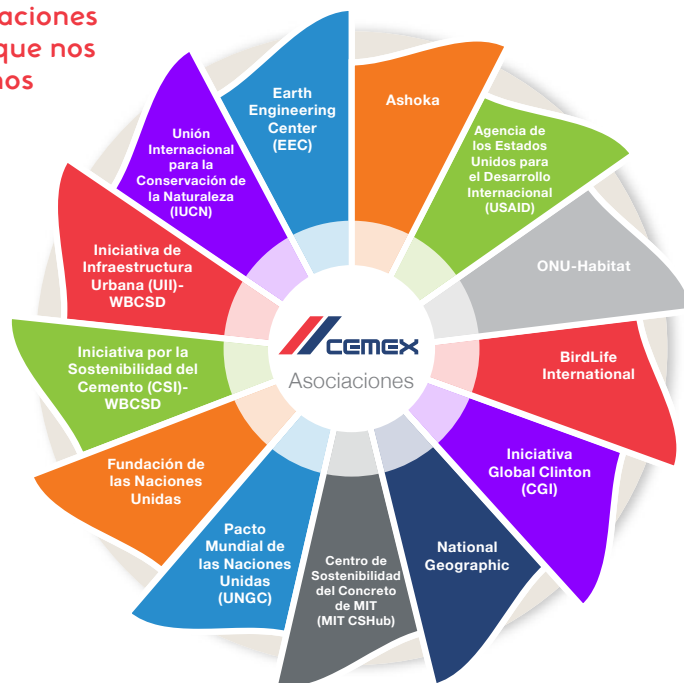 aciones
que nos
nos
Earth
Engineering
Center
(EEC)
Ashoka
Agencia de
los Estados
Unidos para
el Desarrollo
Internacional
(USAID)
ONU-Habitat
BirdLife
International
Iniciativa
Global Clinton
(CGI)
National
Geographic
Centro de
Sostenibilidad
del Concreto
de MIT
(MIT CSHub)
Pacto
Mundial de
las Naciones
Unidas
(UNGC)
Fundación de
las Naciones
Unidas
Iniciativa por la
Sostenibilidad del
Cemento (CSI)-
WBCSD
Iniciativa de
Infraestructura
Urbana (UII)-
WBCSD
Unión
Internacional
para la
Conservación de
la Naturaleza
(IUCN)
CEMEX
Asociaciones